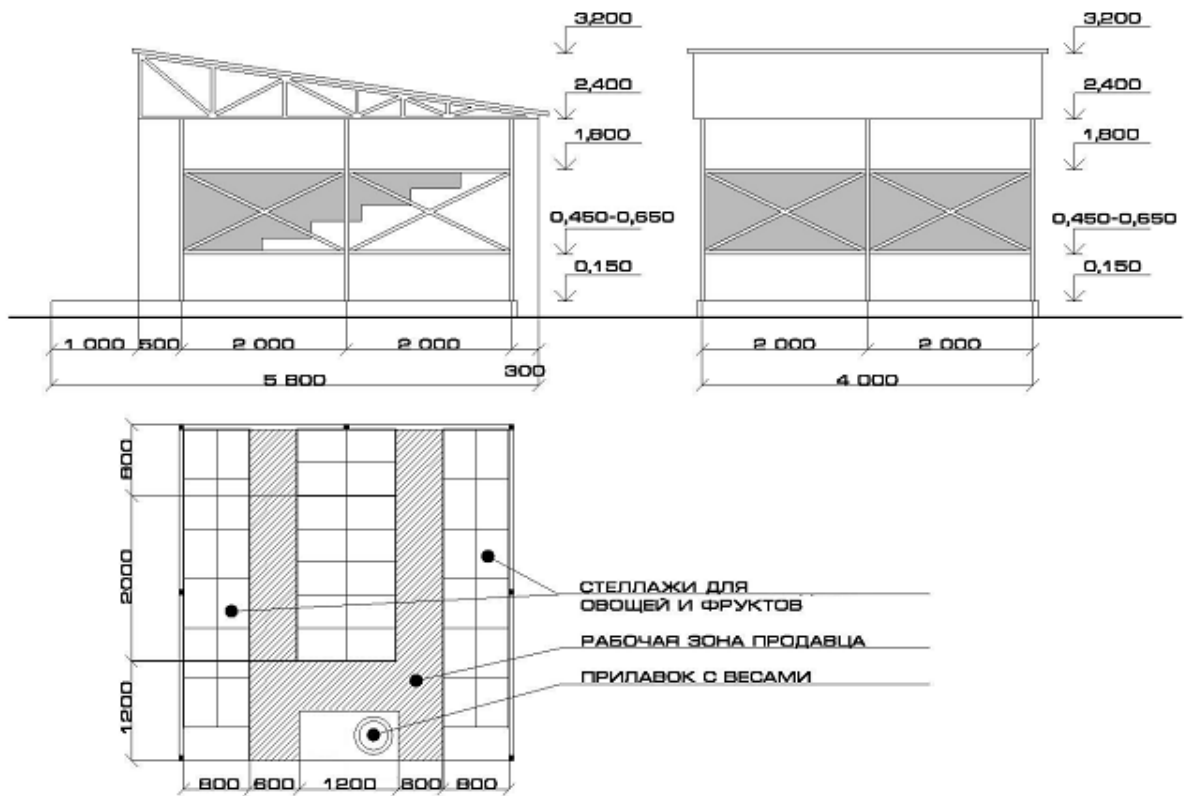 3,200
3,200
2,400
2,400
1,800
1,800
0,450-0,650
0,450-0,650
0,150
0,150
1 000 500 2 000 2 000
300
5 800
2 000 2 000
4 000
800
2000
1200
СТЕЛЛАЖИ ДЛЯ
ОВОЩЕЙ И ФРУКТОВ
РАБОЧАЯ ЗОНА ПРОДАВЦА
ПРИЛАВОК С ВЕСАМИ
800 600 1200 600 800